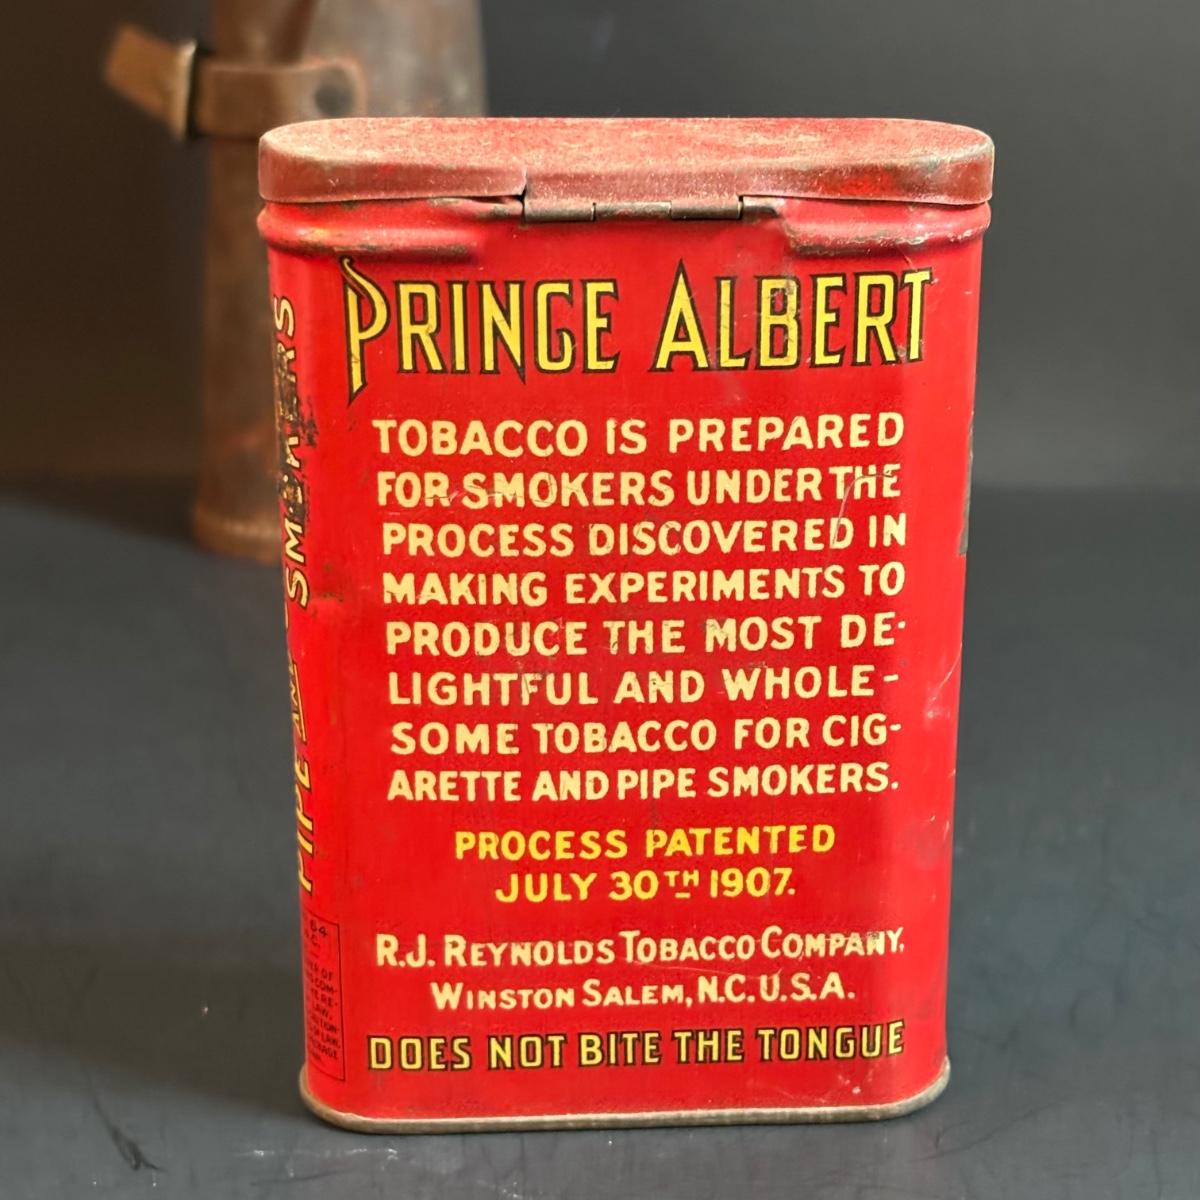 PRINCE ALBERT
TOBACCO IS PREPARED
FOR SMOKERS UNDER THE
PROCESS DISCOVERED IN
MAKING EXPERIMENTS TO
PRODUCE THE MOST DE-
LIGHTFUL AND WHOLE-
SOME TOBACCO FOR CIG-
ARETTE AND PIPE SMOKERS.
PROCESS PATENTED
JULY 30TH 1907.
R.J. REYNOLDS TOBACCO COMPANY,
WINSTON SALEM, N.C. U.S.A.
DOES NOT BITE THE TONGUE
PIPE AND
SMOKERS